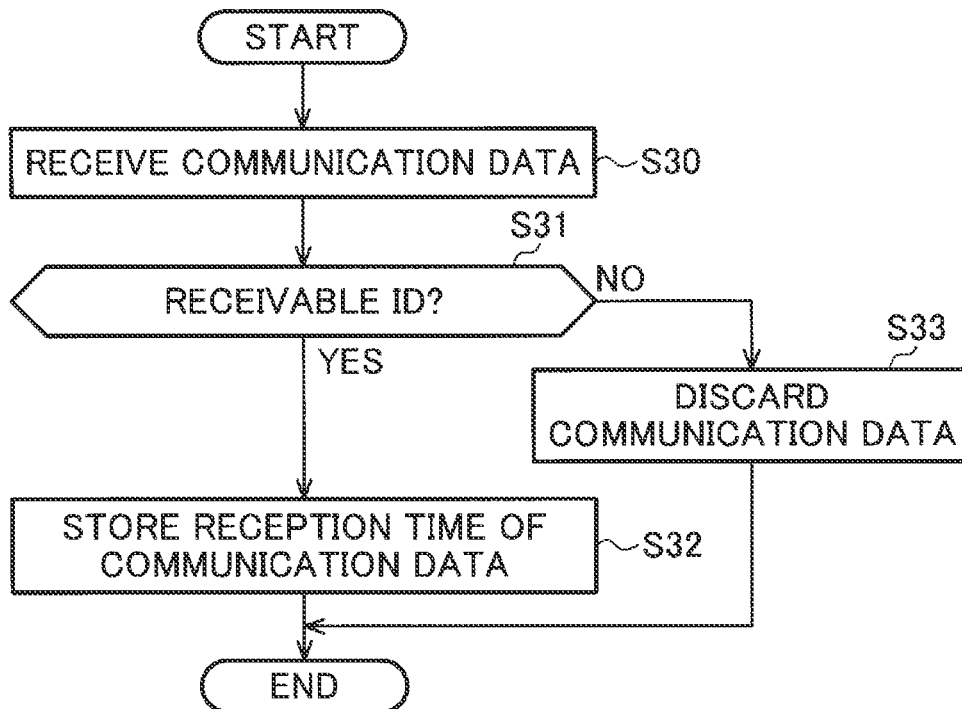 START
RECEIVE COMMUNICATION DATA
S30
S31
RECEIVABLE ID?
NO
YES
S33
DISCARD
COMMUNICATION DATA
STORE RECEPTION TIME OF
COMMUNICATION DATA
S32
END